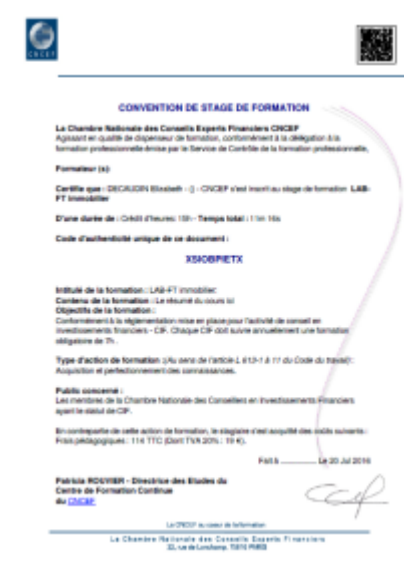 CNCEF
CONVENTION DE STAGE DE FORMATION
La Chambre Nationale des Conseils Experts Financiers CNCEF
Agissant en qualité de dispenseur de formation, conformément à la délégation à la
formation professionnelle émise par le Service de Contrôle de la formation professionnelle,
Formateur (s):
Certifie que : DECAUDIN Elisabeth - () - CNCEF s'est inscrit au stage de formation LAB-
FT Immobilier
D'une durée de : Crédit d'heures: 15h - Temps total : 11m 16s
Code d'authenticité unique de ce document :
XSIOBPIETX
Intitulé de la formation : LAB-FT immobilier
Contenu de la formation : Le résumé du cours ici
Objectifs de la formation :
Conformément à la réglementation mise en place pour l'activité de conseil en
investissements financiers - CIF. Chaque CIF doit suivre annuellement une formation
obligatoire de 7h.
Type d'action de formation :(Au sens de l'article L 613-1 à 11 du Code du travail):
Acquisition et perfectionnement des connaissances.
Public concerné :
Les membres de la Chambre Nationale des Conseillers en Investissements Financiers
ayant le statut de CIF.
En contrepartie de cette action de formation, le stagiaire s'est acquitté des coûts suivants :
Frais pédagogiques : 114 TTC (Dont TVA 20% : 19 €).
Fait à Le 20 Jul 2016
Patricia ROUVIER - Directrice des Etudes du
Centre de Formation Continue
du CNCEF
La CNCEF au coeur de la formation
La Chambre Nationale des Conseils Experts Financiers
22, rue de Longchamp, 75016 PARIS